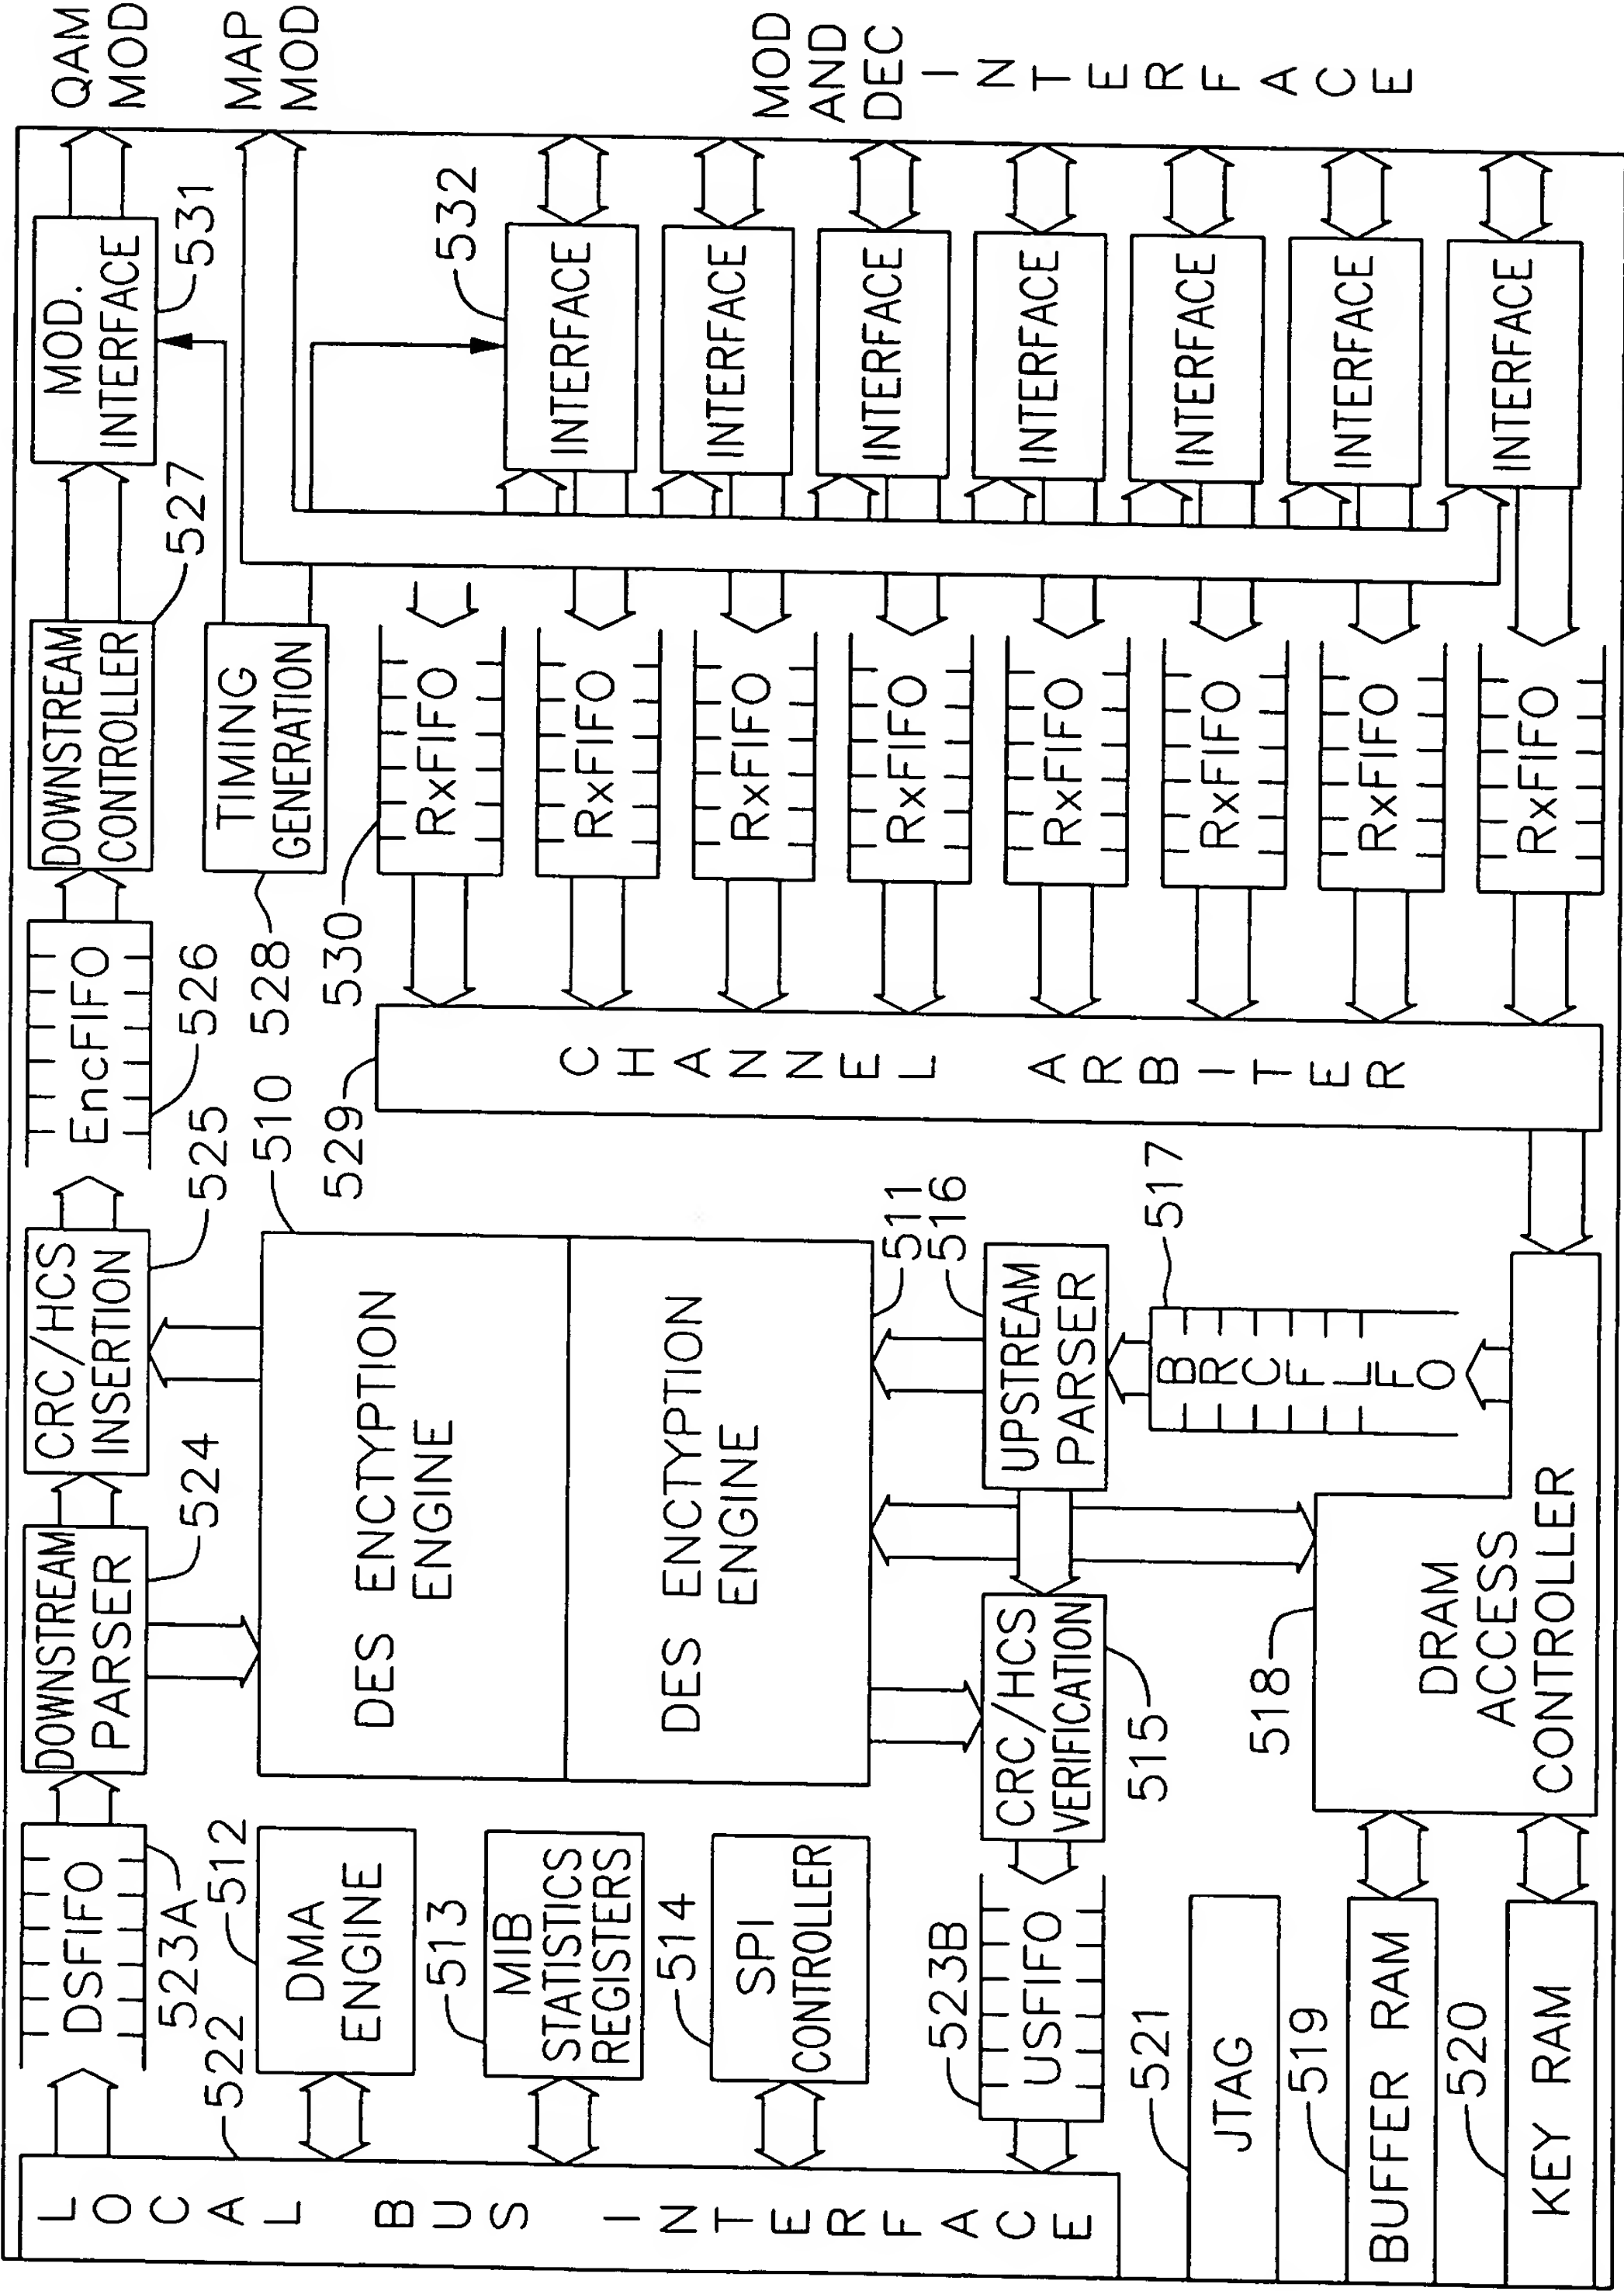 QAM
MOD
MAP
MOD
MOD
AND
DEC
INTERFACE
MOD.
INTERFACE
531
532
INTERFACE
INTERFACE
INTERFACE
INTERFACE
INTERFACE
INTERFACE
INTERFACE
DOWNSTREAM
CONTROLLER
527
TIMING
GENERATION
528
530
RxFIFO
RxFIFO
RxFIFO
RxFIFO
RxFIFO
RxFIFO
RxFIFO
RxFIFO
EncFIFO
526
529
CHANNEL ARBITER
CRC/HCS
INSERTION
525
510
DES ENCTYPTION
ENGINE
DES ENCTYPTION
ENGINE
511
516
UPSTREAM
PARSER
517
DOWNSTREAM
PARSER
524
CRC/HCS
VERIFICATION
515
518
DRAM
ACCESS
CONTROLLER
DSFIFO
523A
512
DMA
ENGINE
513
MIB
STATISTICS
REGISTERS
514
SPI
CONTROLLER
523B
USFIFO
522
LOCAL BUS INTERFACE
521
JTAG
519
BUFFER RAM
520
KEY RAM